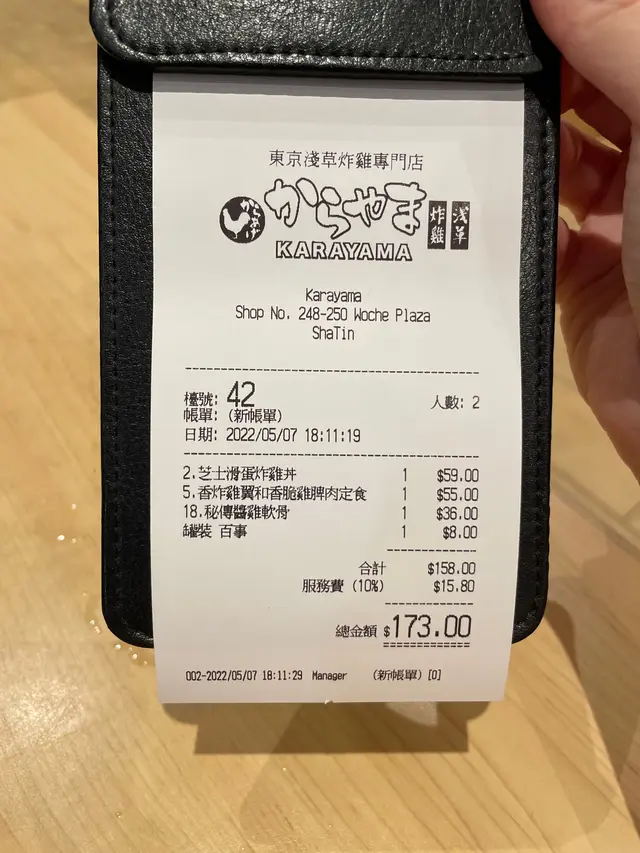 東京淺草炸雞專門店
からあげ からやま 炸雞 浅草
KARAYAMA
Karayama
Shop No. 248-250 Woche Plaza
ShaTin
檯號: 42 人數: 2
帳單: (新帳單)
日期: 2022/05/07 18:11:19
2.芝士滑蛋炸雞丼 1 $59.00
5.香炸雞翼和香脆雞脾肉定食 1 $55.00
18.秘傳醬雞軟骨 1 $36.00
罐裝 百事 1 $8.00
合計 $158.00
服務費 (10%) $15.80
總金額 $173.00
002-2022/05/07 18:11:29 Manager (新帳單) [0]